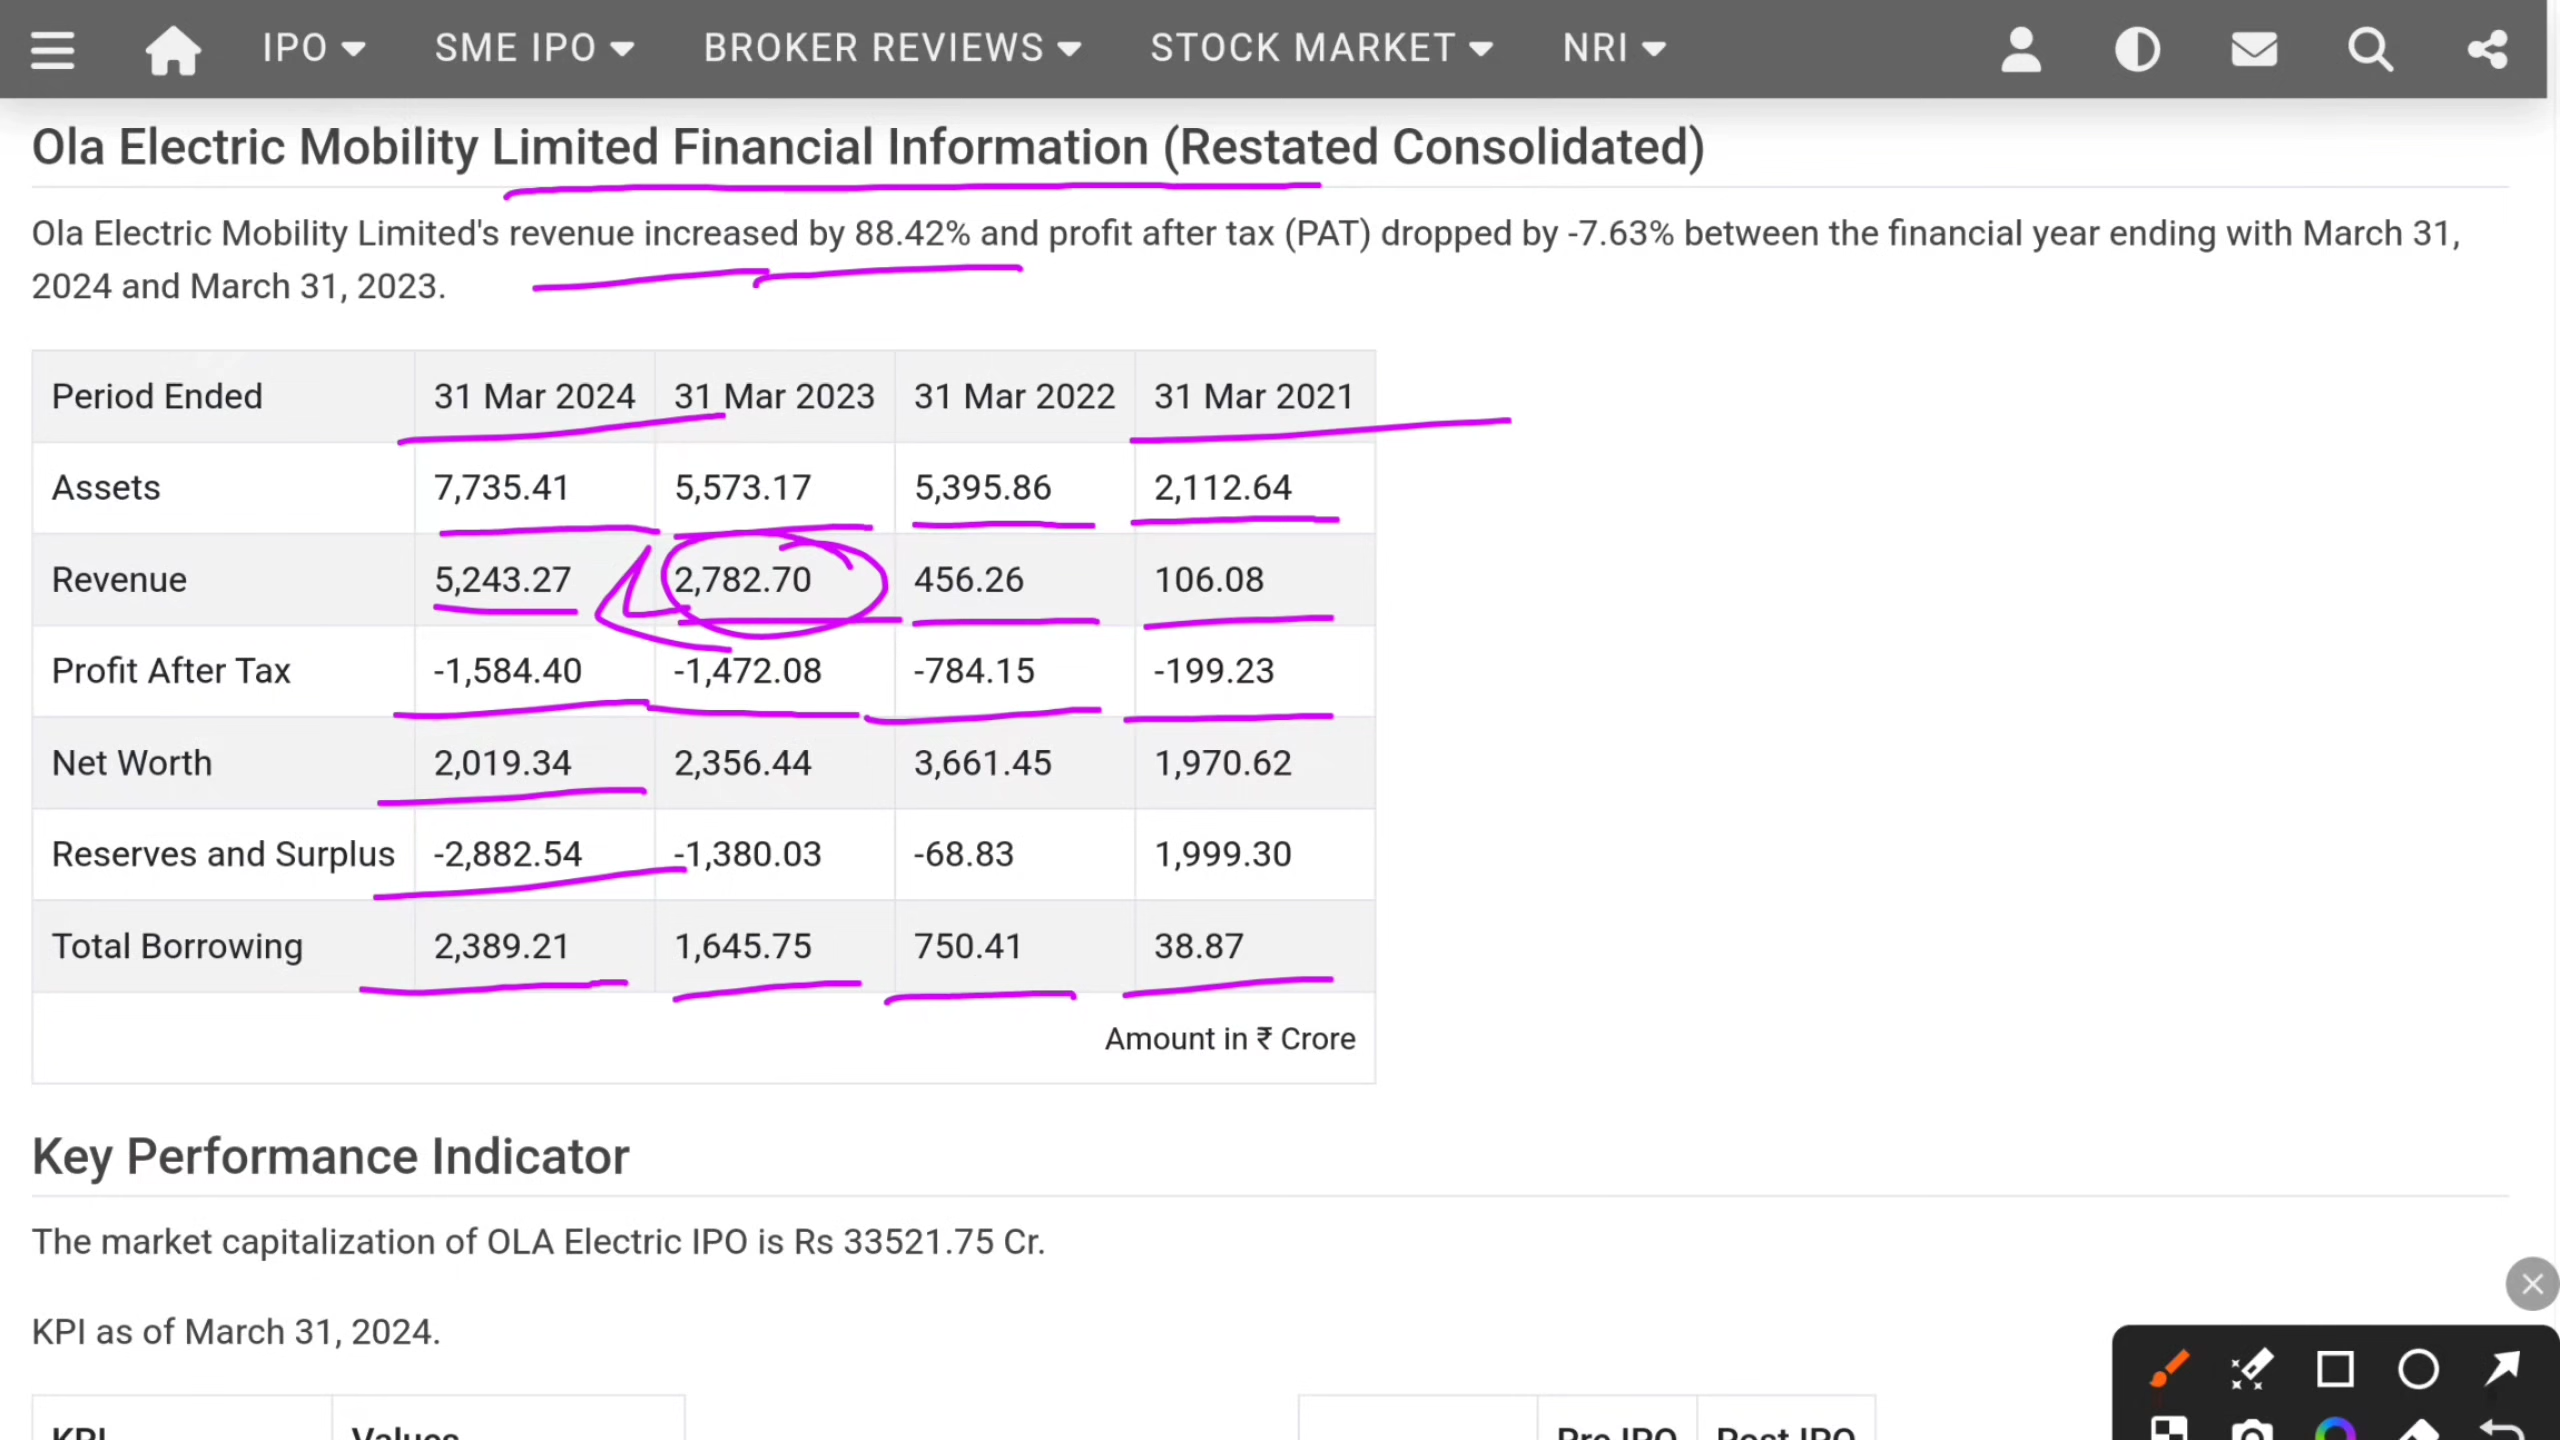 IPO SME IPO BROKER REVIEWS STOCK MARKET NRI
Ola Electric Mobility Limited Financial Information (Restated Consolidated)
Ola Electric Mobility Limited's revenue increased by 88.42% and profit after tax (PAT) dropped by -7.63% between the financial year ending with March 31,
2024 and March 31, 2023.
Period Ended 31 Mar 2024 31 Mar 2023 31 Mar 2022 31 Mar 2021
Assets 7,735.41 5,573.17 5,395.86 2,112.64
Revenue 5,243.27 2,782.70 456.26 106.08
Profit After Tax -1,584.40 -1,472.08 -784.15 -199.23
Net Worth 2,019.34 2,356.44 3,661.45 1,970.62
Reserves and Surplus -2,882.54 -1,380.03 -68.83 1,999.30
Total Borrowing 2,389.21 1,645.75 750.41 38.87
Amount in ₹ Crore
Key Performance Indicator
The market capitalization of OLA Electric IPO is Rs 33521.75 Cr.
KPI as of March 31, 2024.
KPI Values Pre IPO Post IPO